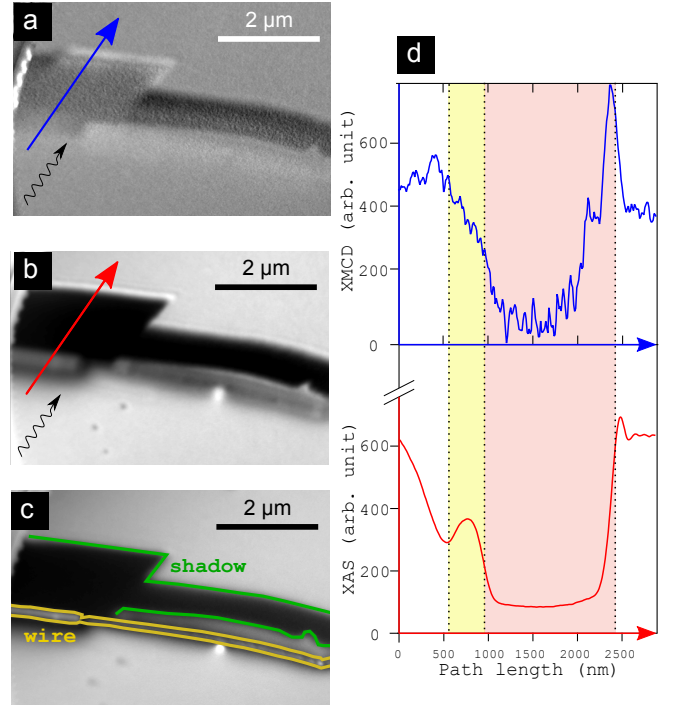 a
2 µm
b
2 µm
c
2 µm
shadow
wire
d
XMCD (arb. unit)
600
400
200
0
XAS (arb. unit)
600
400
200
0
0
500
1000
1500
2000
2500
Path length (nm)